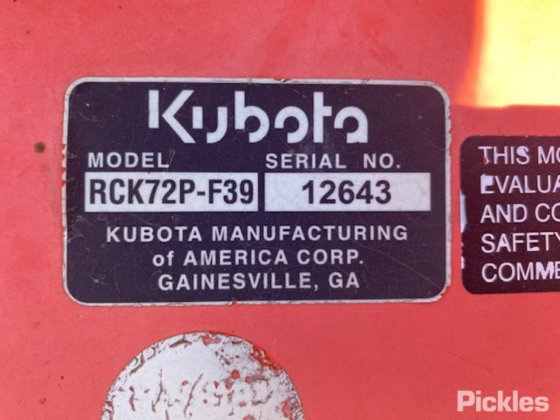 Kubota
MODEL SERIAL NO.
RCK72P-F39 12643
KUBOTA MANUFACTURING
of AMERICA CORP.
GAINESVILLE, GA
THIS MO
EVALUA
AND CO
SAFETY
COMME
Pickles